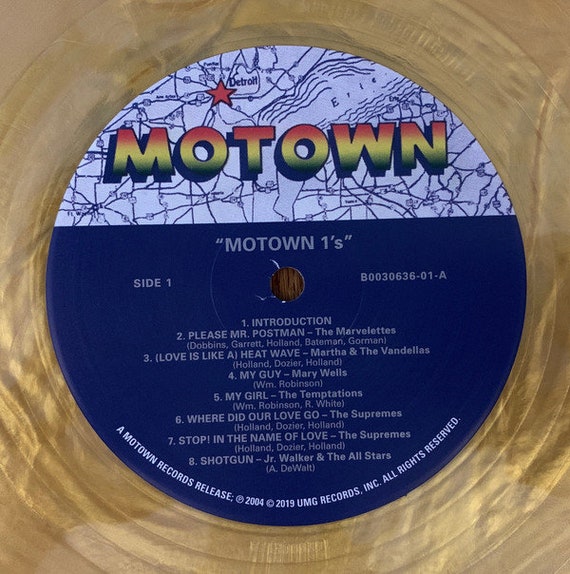 Detroit
Erie
MOTOWN
"MOTOWN 1's"
SIDE 1
B0030636-01-A
1. INTRODUCTION
2. PLEASE MR. POSTMAN – The Marvelettes
(Dobbins, Garrett, Holland, Bateman, Gorman)
3. (LOVE IS LIKE A) HEAT WAVE – Martha & The Vandellas
(Holland, Dozier, Holland)
4. MY GUY – Mary Wells
(Wm. Robinson)
5. MY GIRL – The Temptations
(Wm. Robinson, R. White)
6. WHERE DID OUR LOVE GO – The Supremes
(Holland, Dozier, Holland)
7. STOP! IN THE NAME OF LOVE – The Supremes
(Holland, Dozier, Holland)
8. SHOTGUN – Jr. Walker & The All Stars
(A. DeWalt)
A MOTOWN RECORDS RELEASE; ℗ 2004 © 2019 UMG RECORDS, INC. ALL RIGHTS RESERVED.